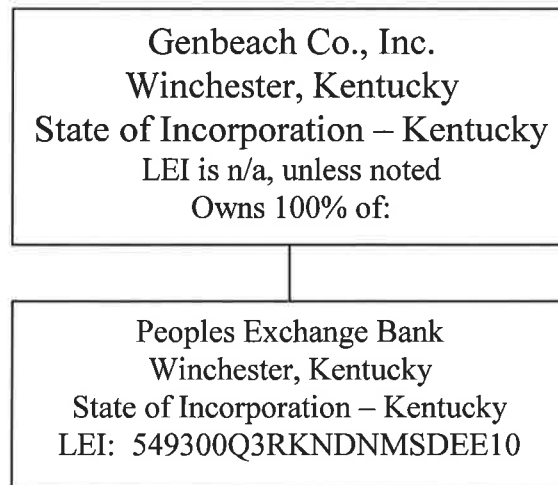 Genbeach Co., Inc.
Winchester, Kentucky
State of Incorporation – Kentucky
LEI is n/a, unless noted
Owns 100% of:
Peoples Exchange Bank
Winchester, Kentucky
State of Incorporation – Kentucky
LEI: 549300Q3RKNDNMSDEE10